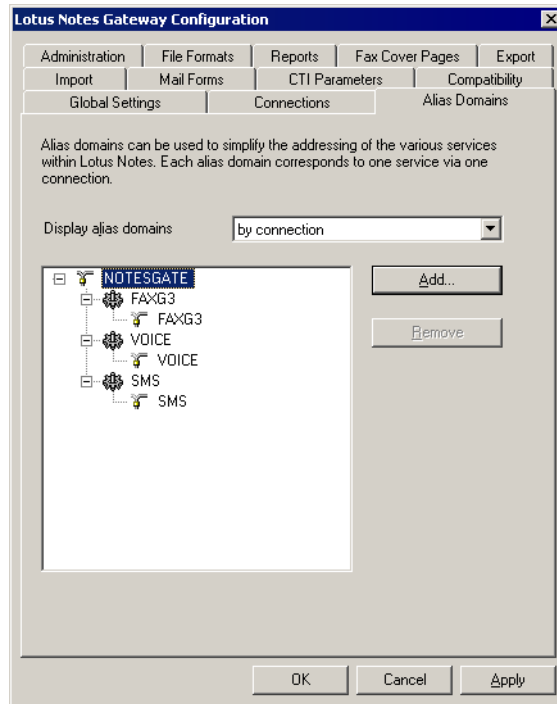 Lotus Notes Gateway Configuration
Administration File Formats Reports Fax Cover Pages Export
Import Mail Forms CTI Parameters Compatibility
Global Settings Connections Alias Domains
Alias domains can be used to simplify the addressing of the various services
within Lotus Notes. Each alias domain corresponds to one service via one
connection.
Display alias domains by connection
NOTESGATE Add...
FAXG3
FAXG3
VOICE Remove
VOICE
SMS
SMS
OK Cancel Apply